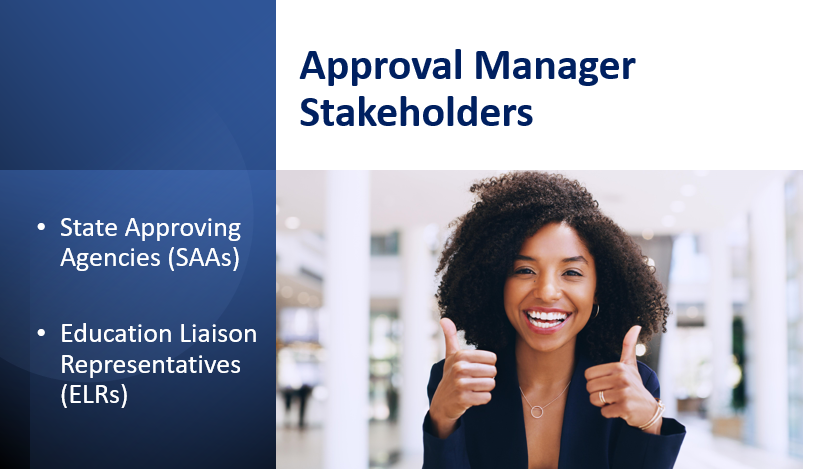 Approval Manager
Stakeholders
• State Approving
Agencies (SAAs)
• Education Liaison
Representatives
(ELRs)